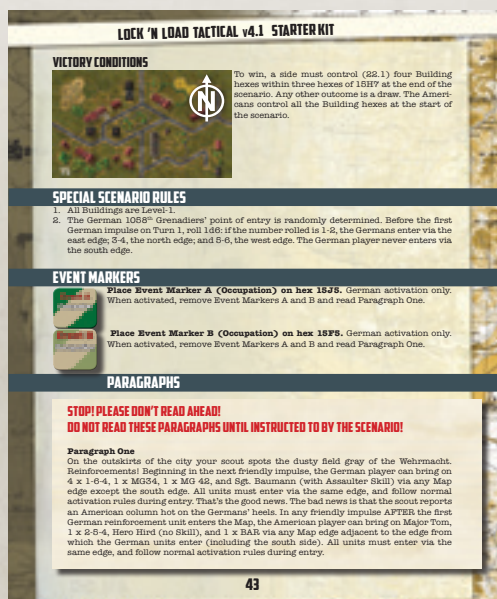 LOCK 'N LOAD TACTICAL v4.1 STARTER KIT
VICTORY CONDITIONS
N
To win, a side must control (22.1) four Building
hexes within three hexes of 15H7 at the end of the
scenario. Any other outcome is a draw. The Ameri-
cans control all the Building hexes at the start of
the scenario.
SPECIAL SCENARIO RULES
1. All Buildings are Level-1.
2. The German 1058th Grenadiers' point of entry is randomly determined. Before the first
German impulse on Turn 1, roll 1d6: if the number rolled is 1-2, the Germans enter via the
east edge; 3-4, the north edge; and 5-6, the west edge. The German player never enters via
the south edge.
EVENT MARKERS
Place Event Marker A (Occupation) on hex 15J5. German activation only.
When activated, remove Event Markers A and B and read Paragraph One.
Place Event Marker B (Occupation) on hex 15F5. German activation only.
When activated, remove Event Markers A and B and read Paragraph One.
PARAGRAPHS
STOP! PLEASE DON'T READ AHEAD!
DO NOT READ THESE PARAGRAPHS UNTIL INSTRUCTED TO BY THE SCENARIO!
Paragraph One
On the outskirts of the city your scout spots the dusty field gray of the Wehrmacht.
Reinforcements! Beginning in the next friendly impulse, the German player can bring on
4 x 1-6-4, 1 x MG34, 1 x MG 42, and Sgt. Baumann (with Assaulter Skill) via any Map
edge except the south edge. All units must enter via the same edge, and follow normal
activation rules during entry. That's the good news. The bad news is that the scout reports
an American column hot on the Germans' heels. In any friendly impulse AFTER the first
German reinforcement unit enters the Map, the American player can bring on Major Tom,
1 x 2-5-4, Hero Hird (no Skill), and 1 x BAR via any Map edge adjacent to the edge from
which the German units enter (including the south side). All units must enter via the
same edge, and follow normal activation rules during entry.
43